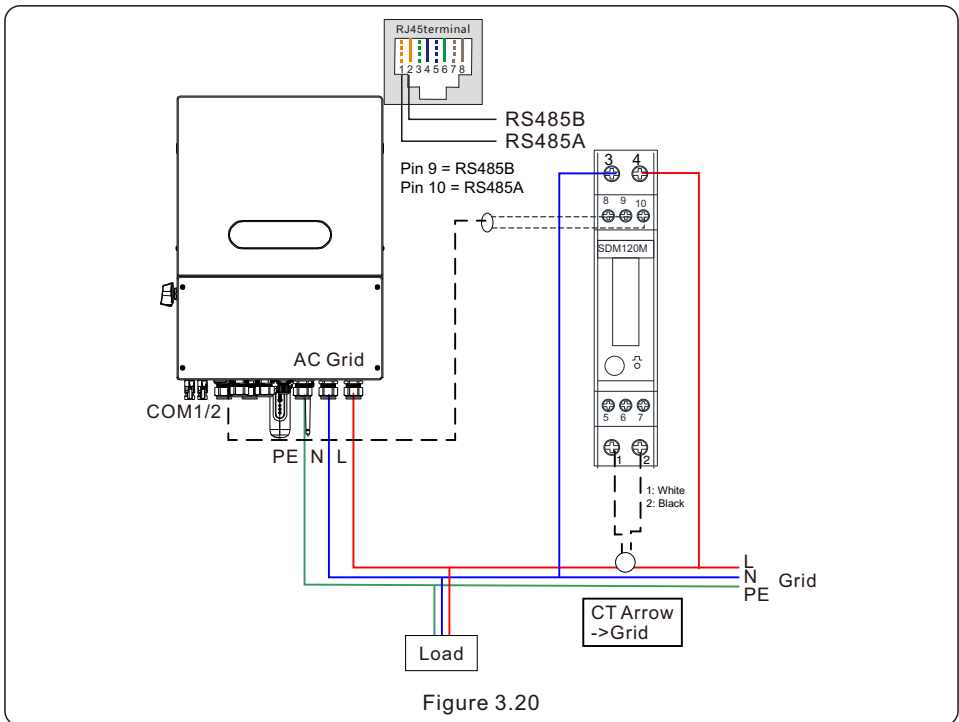 RJ45terminal
1 2 3 4 5 6 7 8
RS485B
RS485A
Pin 9 = RS485B
Pin 10 = RS485A
3 4
8 9 10
SDM120M
AC Grid
COM1/2
5 6 7
PE N L
1 2
1: White
2: Black
L
N Grid
PE
CT Arrow
->Grid
Load
Figure 3.20